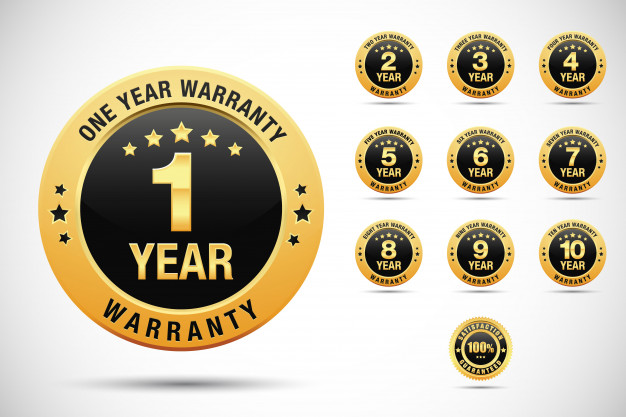 ONE YEAR WARRANTY
1
YEAR
WARRANTY
TWO YEAR WARRANTY
2
YEAR
WARRANTY
THREE YEAR WARRANTY
3
YEAR
WARRANTY
FOUR YEAR WARRANTY
4
YEAR
WARRANTY
FIVE YEAR WARRANTY
5
YEAR
WARRANTY
SIX YEAR WARRANTY
6
YEAR
WARRANTY
SEVEN YEAR WARRANTY
7
YEAR
WARRANTY
EIGHT YEAR WARRANTY
8
YEAR
WARRANTY
NINE YEAR WARRANTY
9
YEAR
WARRANTY
TEN YEAR WARRANTY
10
YEAR
WARRANTY
SATISFACTION
100%
GUARANTEED